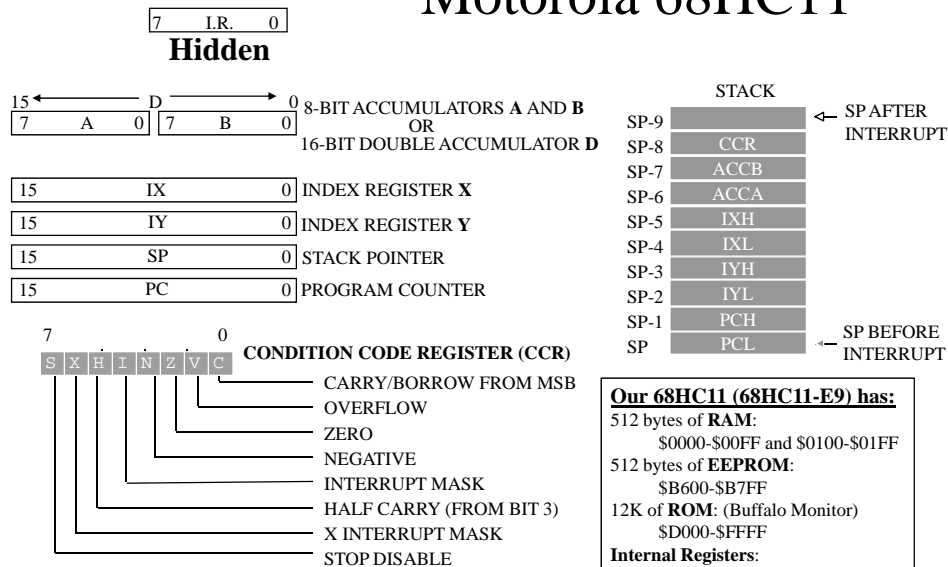 Motorola 68HC11
7 I.R. 0
Hidden
15 D 0
7 A 0 7 B 0
8-BIT ACCUMULATORS A AND B
OR
16-BIT DOUBLE ACCUMULATOR D
15 IX 0 INDEX REGISTER X
15 IY 0 INDEX REGISTER Y
15 SP 0 STACK POINTER
15 PC 0 PROGRAM COUNTER
7 0
S X H I N Z V C
CONDITION CODE REGISTER (CCR)
CARRY/BORROW FROM MSB
OVERFLOW
ZERO
NEGATIVE
INTERRUPT MASK
HALF CARRY (FROM BIT 3)
X INTERRUPT MASK
STOP DISABLE
STACK
SP-9
SP AFTER
INTERRUPT
SP-8 CCR
SP-7 ACCB
SP-6 ACCA
SP-5 IXH
SP-4 IXL
SP-3 IYH
SP-2 IYL
SP-1 PCH
SP PCL
SP BEFORE
INTERRUPT
Our 68HC11 (68HC11-E9) has:
512 bytes of RAM:
$0000-$00FF and $0100-$01FF
512 bytes of EEPROM:
$B600-$B7FF
12K of ROM: (Buffalo Monitor)
$D000-$FFFF
Internal Registers: